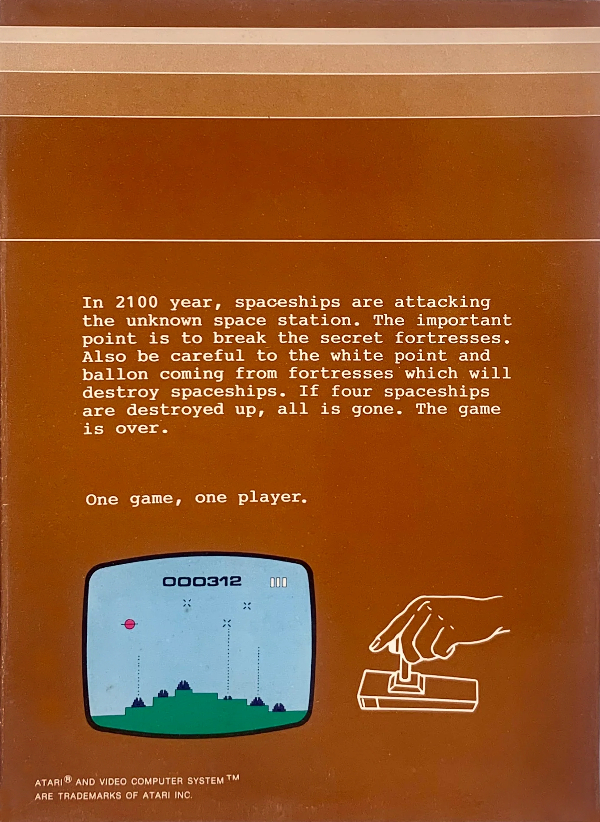 In 2100 year, spaceships are attacking
the unknown space station. The important
point is to break the secret fortresses.
Also be careful to the white point and
ballon coming from fortresses which will
destroy spaceships. If four spaceships
are destroyed up, all is gone. The game
is over.
One game, one player.
000312
ATARI® AND VIDEO COMPUTER SYSTEM™
ARE TRADEMARKS OF ATARI INC.